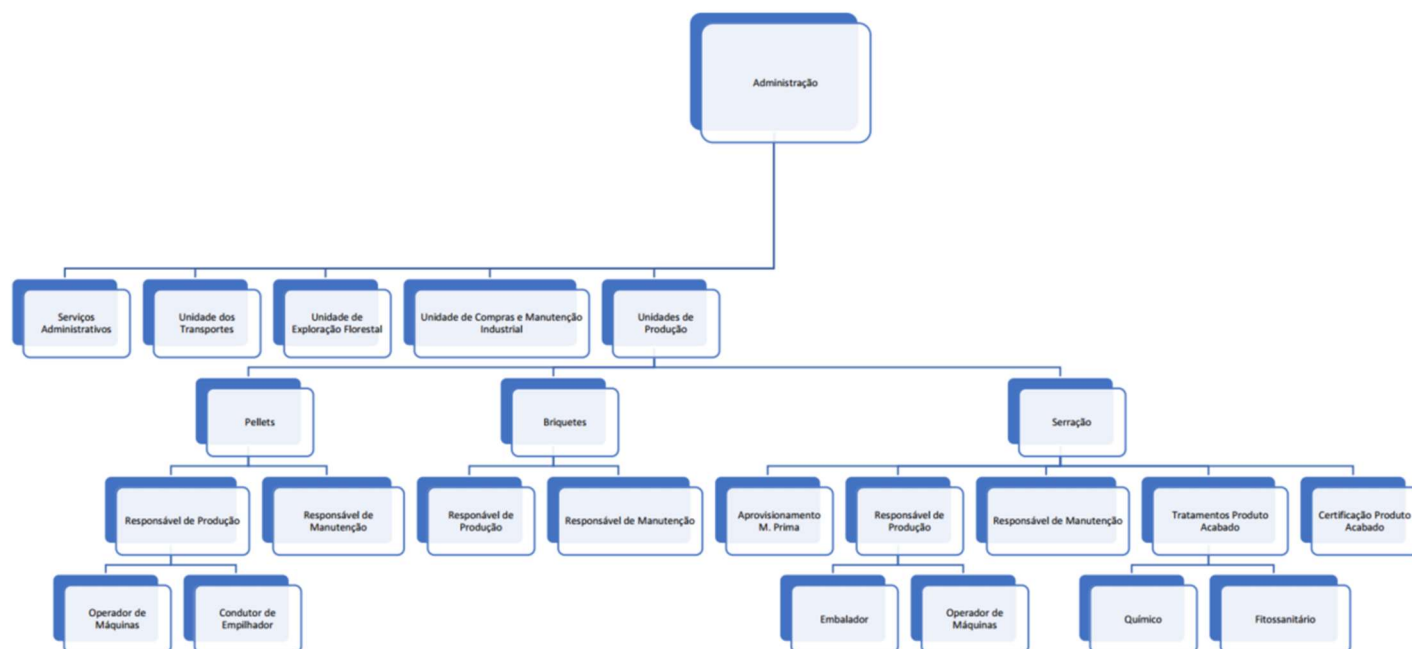 Administração
Serviços
Administrativos
Unidade dos
Transportes
Unidade de
Exploração Florestal
Unidade de Compras e Manutenção
Industrial
Unidades de
Produção
Pellets
Briquetes
Serração
Responsável de Produção
Responsável de
Manutenção
Responsável de
Produção
Responsável de Manutenção
Aprovisionamento
M. Prima
Responsável de
Produção
Responsável de Manutenção
Tratamentos Produto
Acabado
Certificação Produto
Acabado
Operador de
Máquinas
Condutor de
Empilhador
Embalador
Operador de
Máquinas
Químico
Fitossanitário